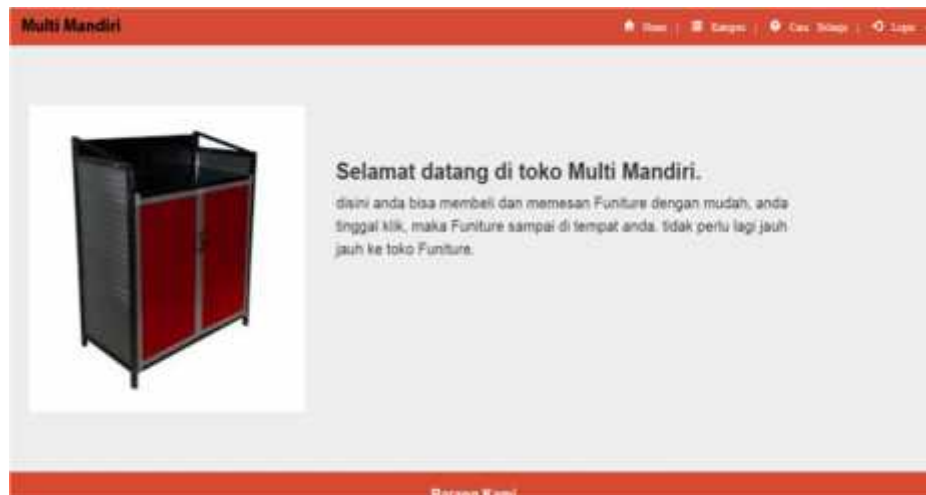 Multi Mandiri
Home | Kategori | Cara Belanja | Login
Selamat datang di toko Multi Mandiri.
disini anda bisa membeli dan memesan Funiture dengan mudah, anda
tinggal klik, maka Funiture sampai di tempat anda. tidak perlu lagi jauh
jauh ke toko Funiture.
Barang Kami